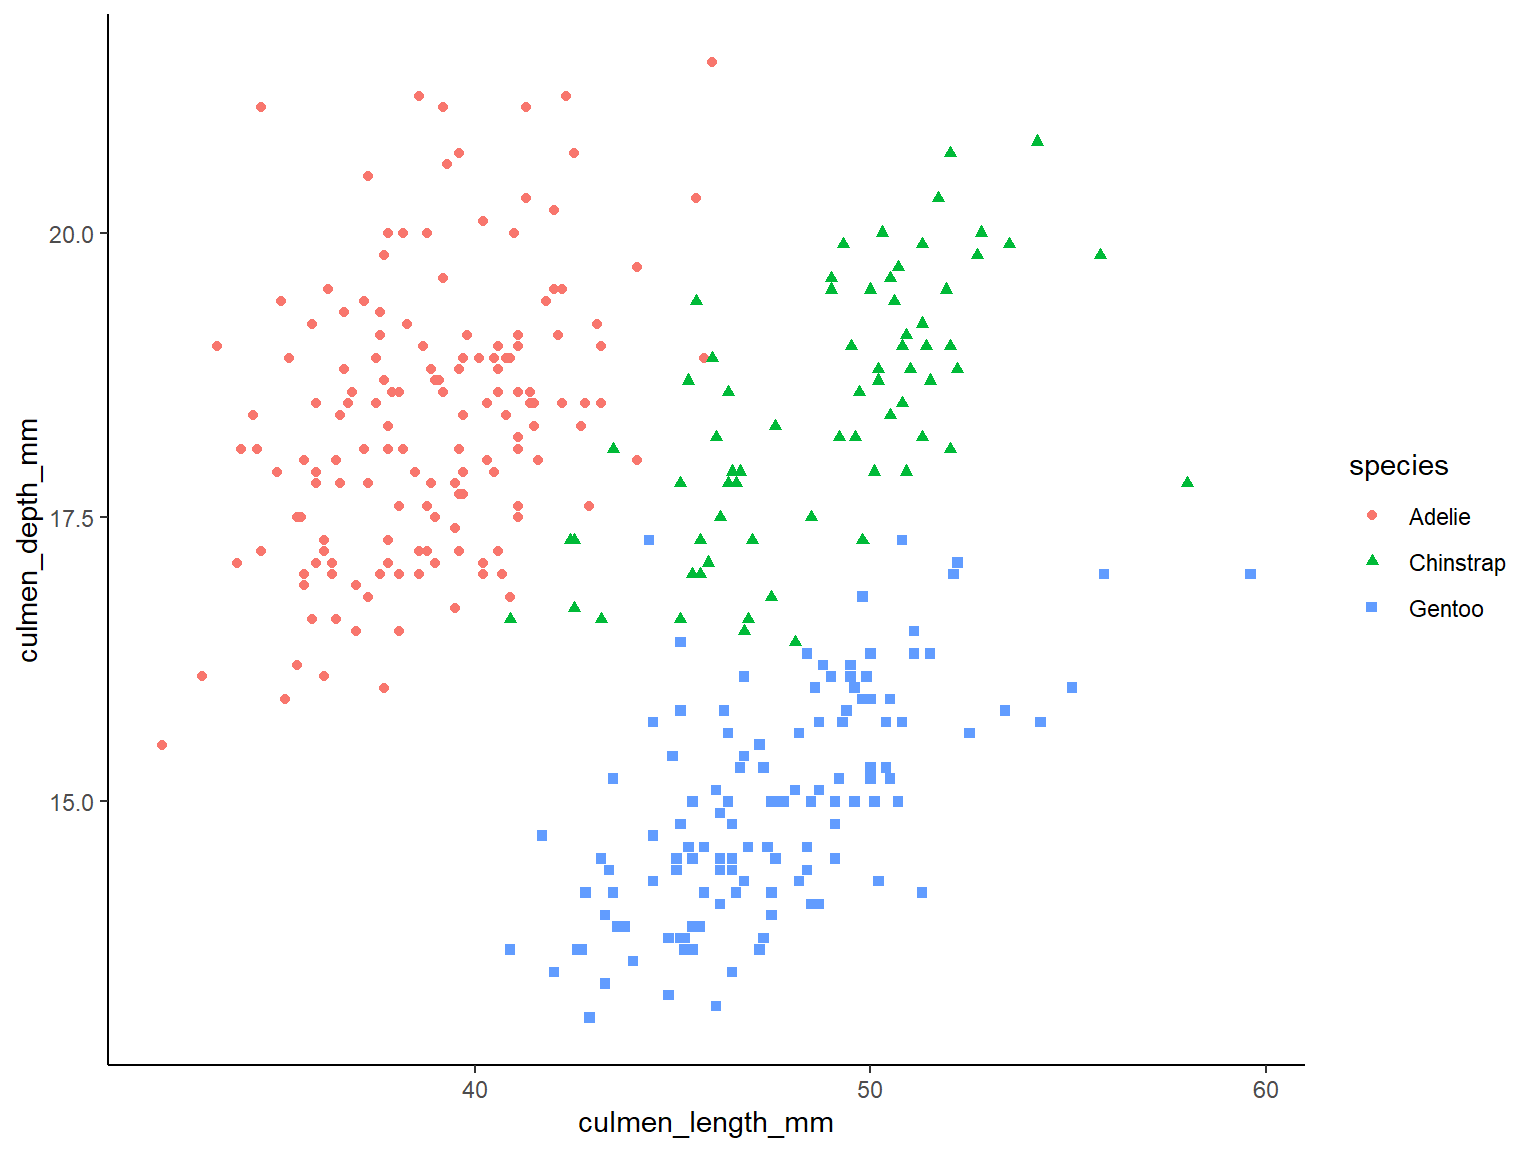 20.0
17.5
15.0
culmen_depth_mm
40
50
60
culmen_length_mm
species
Adelie
Chinstrap
Gentoo